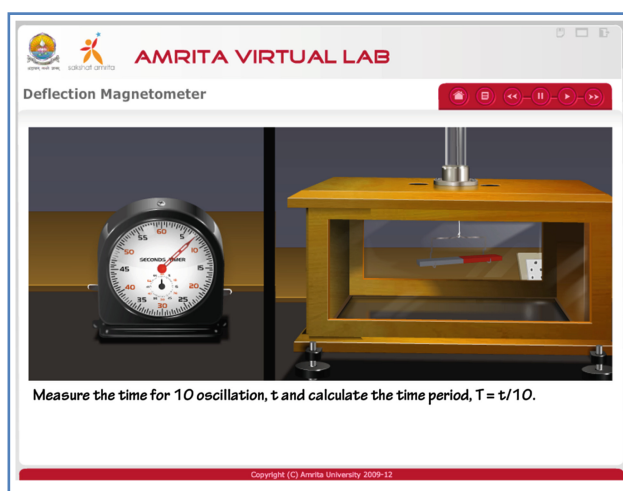 sakshat amrita
AMRITA VIRTUAL LAB
Deflection Magnetometer
60
5
10
15
20
25
30
35
40
45
50
55
SECONDS TIMER
Measure the time for 10 oscillation, t and calculate the time period, T = t/10.
Copyright (C) Amrita University 2009-12